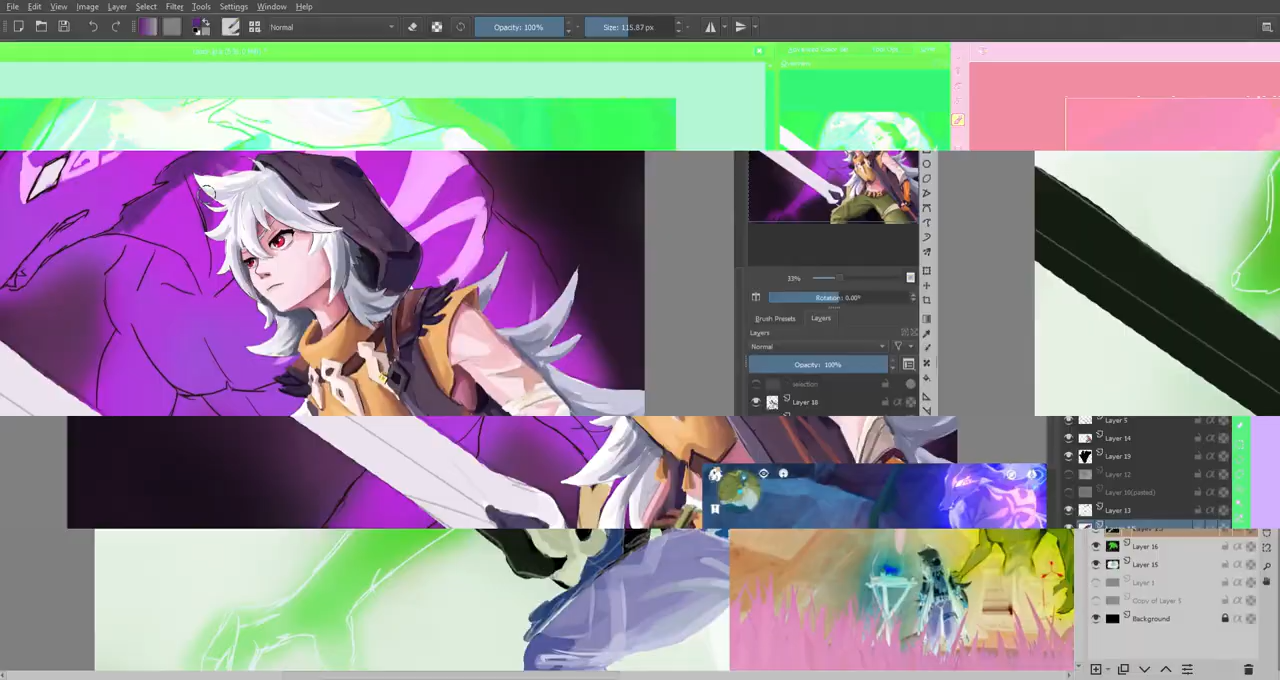 File Edit View Image Layer Select Filter Tools Settings Window Help
Normal
Opacity: 100%
Size: 115.87 px
33%
Rotation: 0.00°
Brush Presets Layers
Layers
Normal
Opacity: 100%
selection
Layer 18
Layer 5
Layer 14
Layer 19
Layer 12
Layer 10(pasted)
Layer 13
Layer 16
Layer 15
Layer 1
Copy of Layer 5
Background